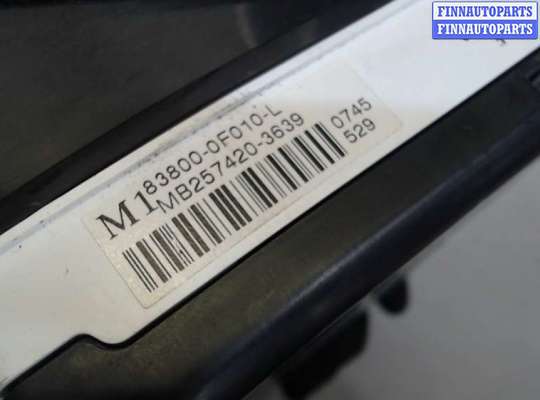 FINNAUTOPARTS
FINNAUTOPARTS
M1
83800-0F010-L
MB257420-3639
0745
529